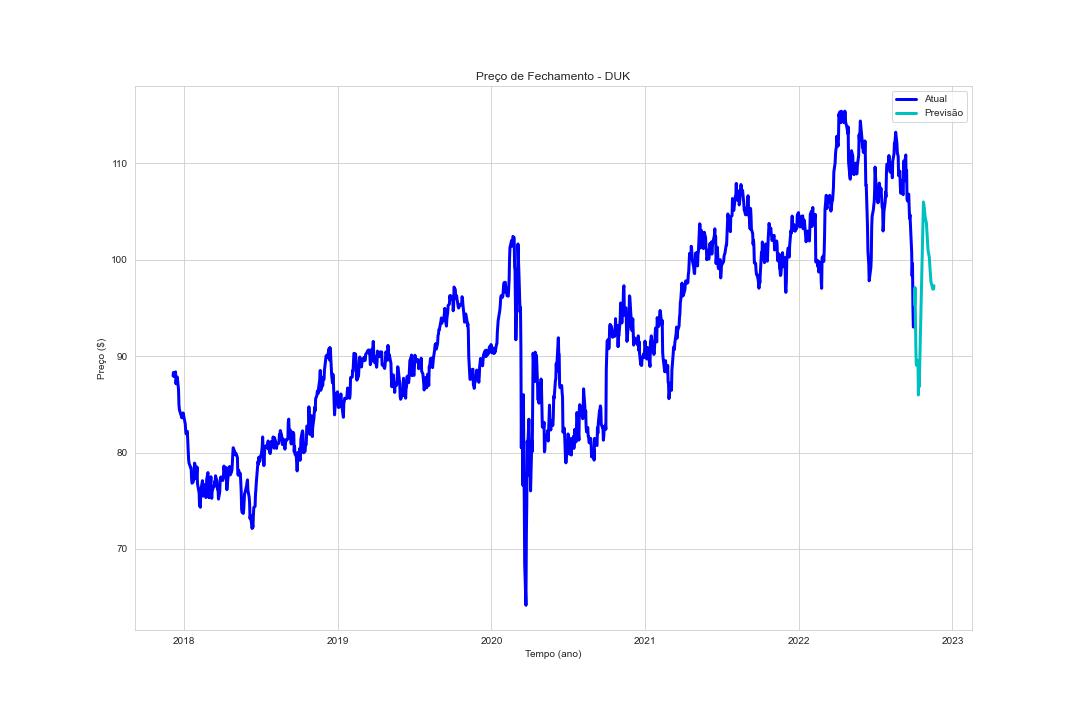 Preço de Fechamento - DUK
Atual
Previsão
Preço ($)
110
100
90
80
70
2018
2019
2020
2021
2022
2023
Tempo (ano)